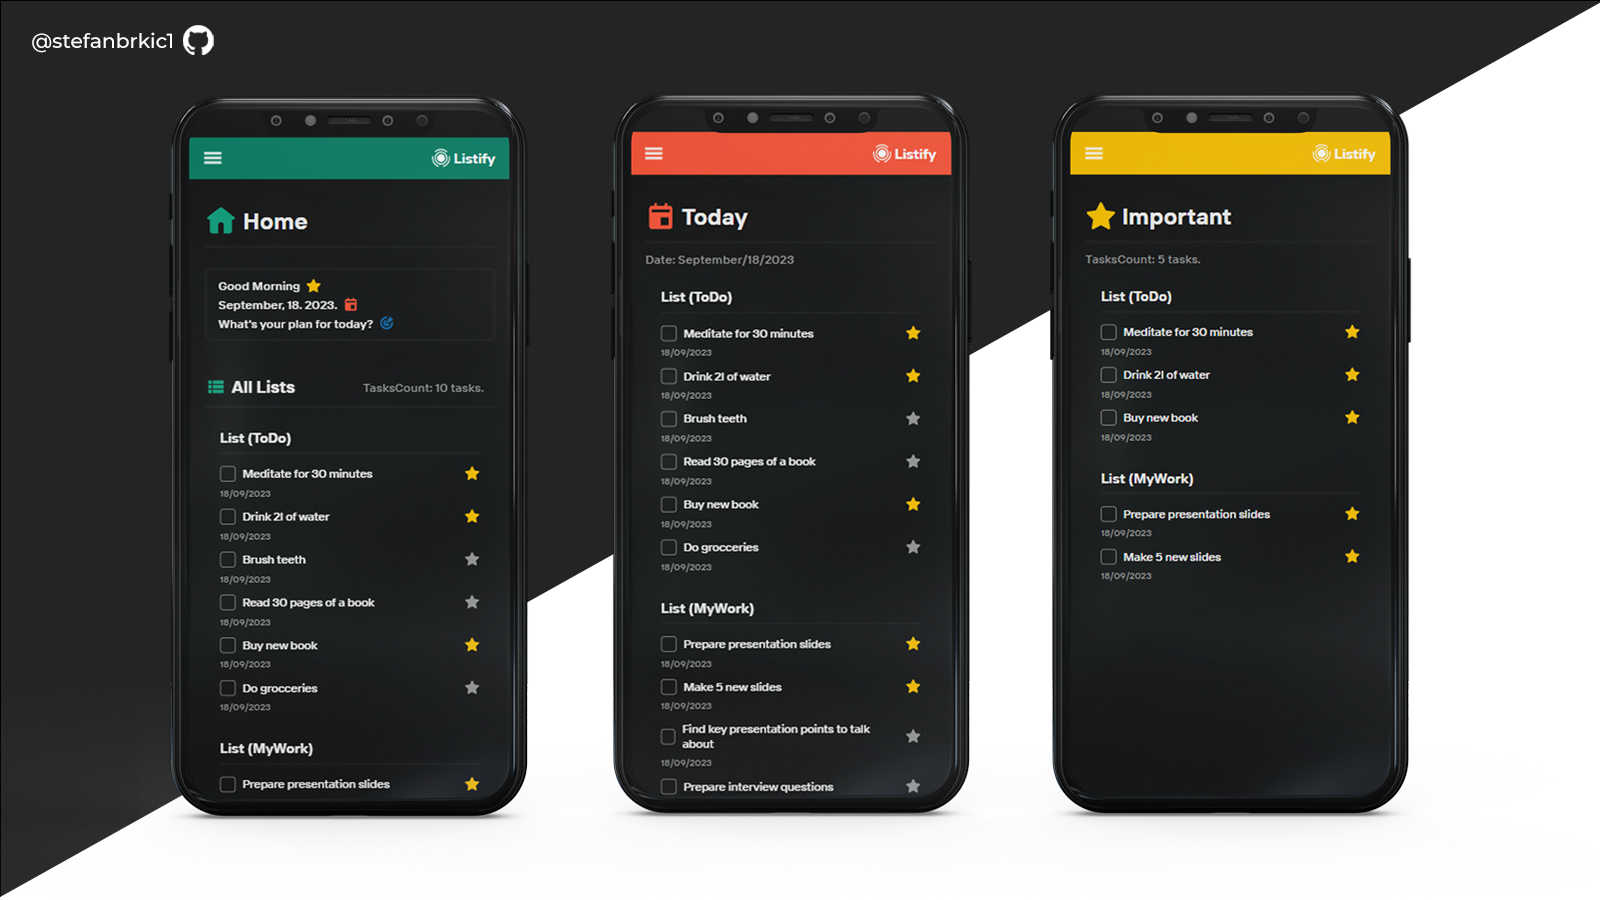 @stefanbrkic1
Listify
Home
Good Morning
September, 18. 2023.
What's your plan for today?
All Lists
TasksCount: 10 tasks.
List (ToDo)
Meditate for 30 minutes
18/09/2023
Drink 2l of water
18/09/2023
Brush teeth
18/09/2023
Read 30 pages of a book
18/09/2023
Buy new book
18/09/2023
Do grocceries
18/09/2023
List (MyWork)
Prepare presentation slides
Listify
Today
Date: September/18/2023
List (ToDo)
Meditate for 30 minutes
18/09/2023
Drink 2l of water
18/09/2023
Brush teeth
18/09/2023
Read 30 pages of a book
18/09/2023
Buy new book
18/09/2023
Do grocceries
18/09/2023
List (MyWork)
Prepare presentation slides
18/09/2023
Make 5 new slides
18/09/2023
Find key presentation points to talk
about
18/09/2023
Prepare interview questions
Listify
Important
TasksCount: 5 tasks.
List (ToDo)
Meditate for 30 minutes
18/09/2023
Drink 2l of water
18/09/2023
Buy new book
18/09/2023
List (MyWork)
Prepare presentation slides
18/09/2023
Make 5 new slides
18/09/2023